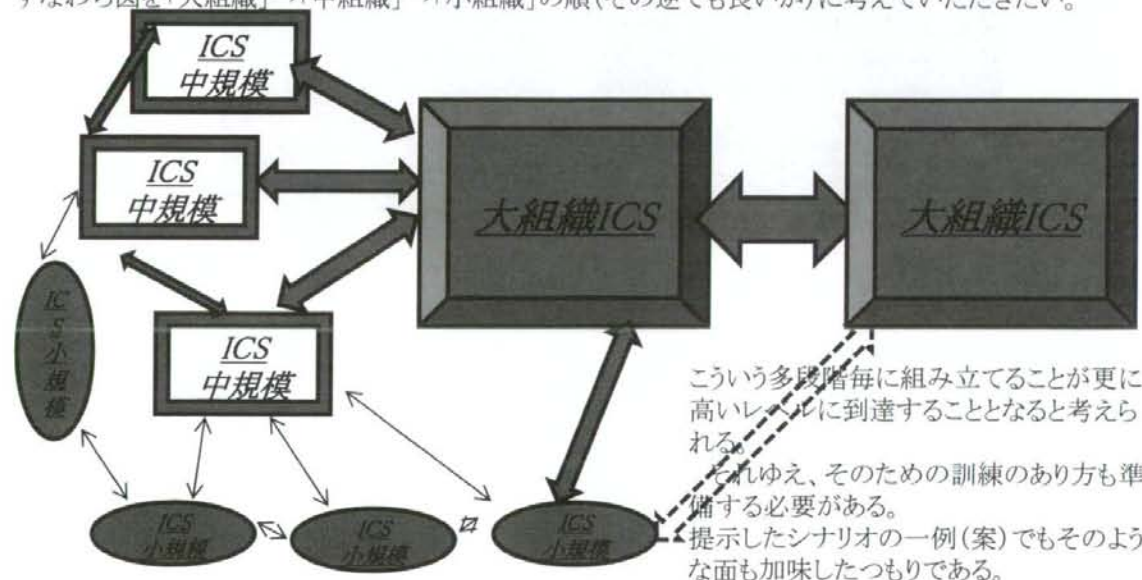 すなわち図を「大組織」→「中組織」→「小組織」の順(その逆でも良いが)に考えていただきたい。
ICS
中規模
ICS
中規模
大組織ICS
大組織ICS
ICS
小規模
ICS
中規模
こういう多段階毎に組み立てることが更に
高いレベルに到達することとなると考えら
れる。
それゆえ、そのための訓練のあり方も準
備する必要がある。
提示したシナリオの一例(案)でもそのよう
な面も加味したつもりである。
ICS
小規模
ICS
小規模
ICS
小規模